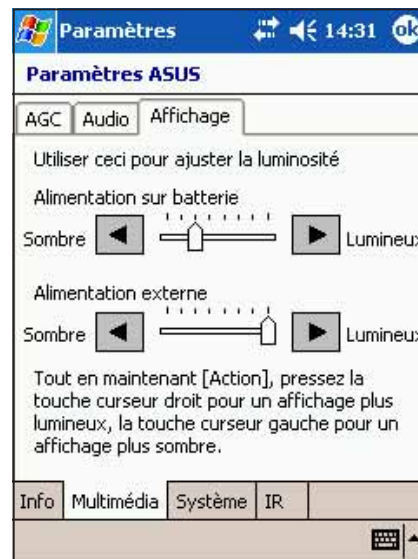 Paramètres 14:31 ok
Paramètres ASUS
AGC Audio Affichage
Utiliser ceci pour ajuster la luminosité
Alimentation sur batterie
Sombre Lumineux
Alimentation externe
Sombre Lumineux
Tout en maintenant [Action], pressez la
touche curseur droit pour un affichage plus
lumineux, la touche curseur gauche pour un
affichage plus sombre.
Info Multimédia Système IR